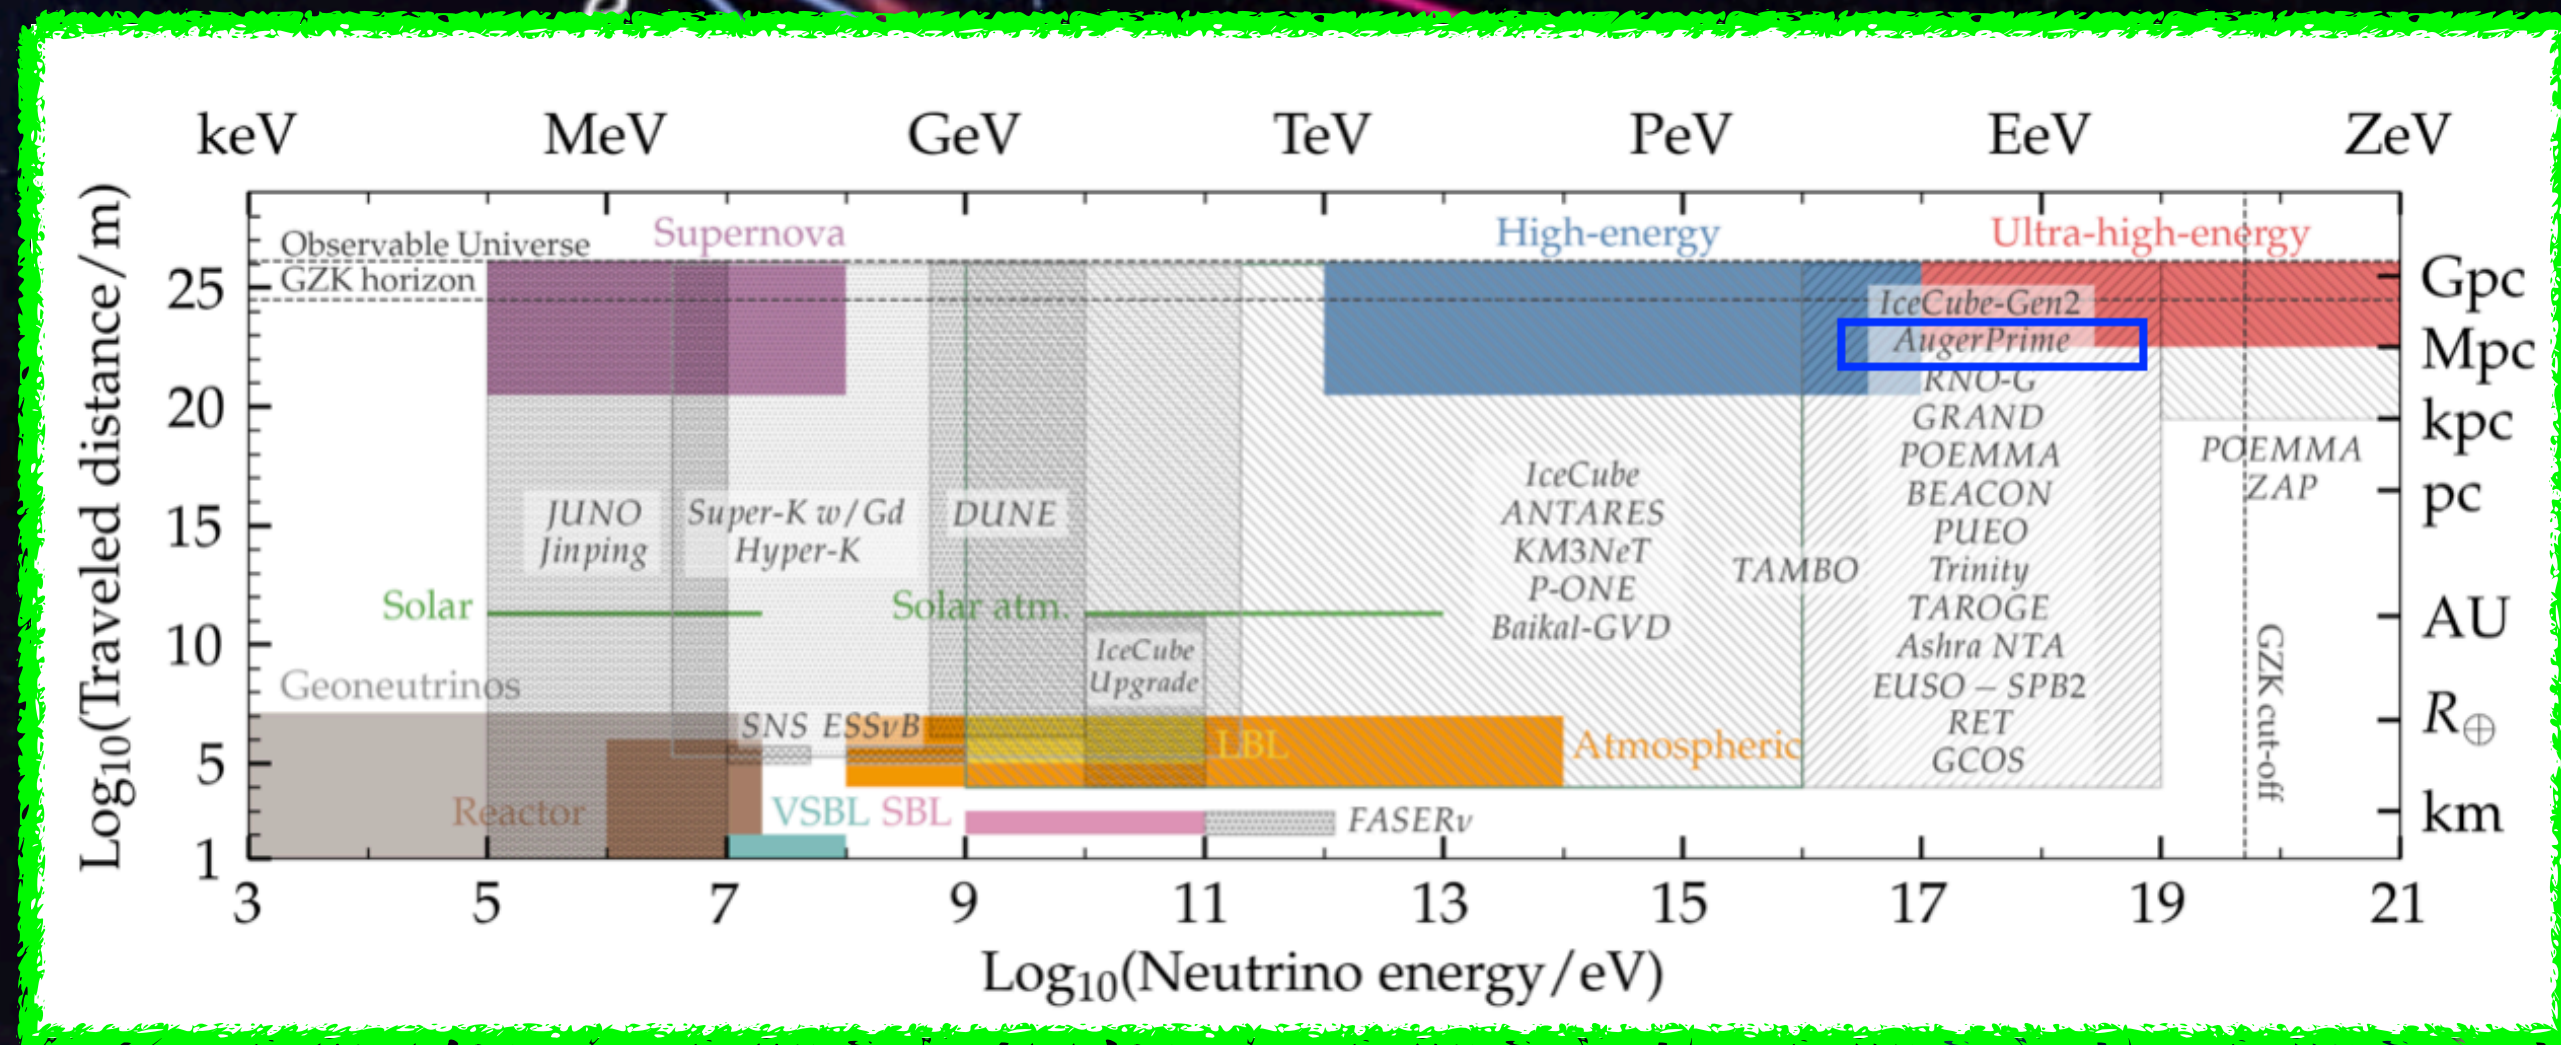 keV MeV GeV TeV PeV EeV ZeV
Supernova High-energy Ultra-high-energy
Observable Universe
GZK horizon
25
20
15
10
5
1
Log10(Traveled distance/m)
Gpc
Mpc
kpc
pc
AU
R⊕
km
IceCube-Gen2
AugerPrime
RNO-G
GRAND
POEMMA
BEACON
PUEO
Trinity
TAROGE
Ashra NTA
EUSO – SPB2
RET
GCOS
POEMMA
ZAP
GZK cut-off
JUNO
Jinping
Super-K w/Gd
Hyper-K
DUNE
IceCube
ANTARES
KM3NeT
P-ONE
Baikal-GVD
TAMBO
Solar
Solar atm.
IceCube
Upgrade
Geoneutrinos
SNS ESSνB
LBL
Atmospheric
Reactor
VSBL SBL
FASERν
3 5 7 9 11 13 15 17 19 21
Log10(Neutrino energy/eV)